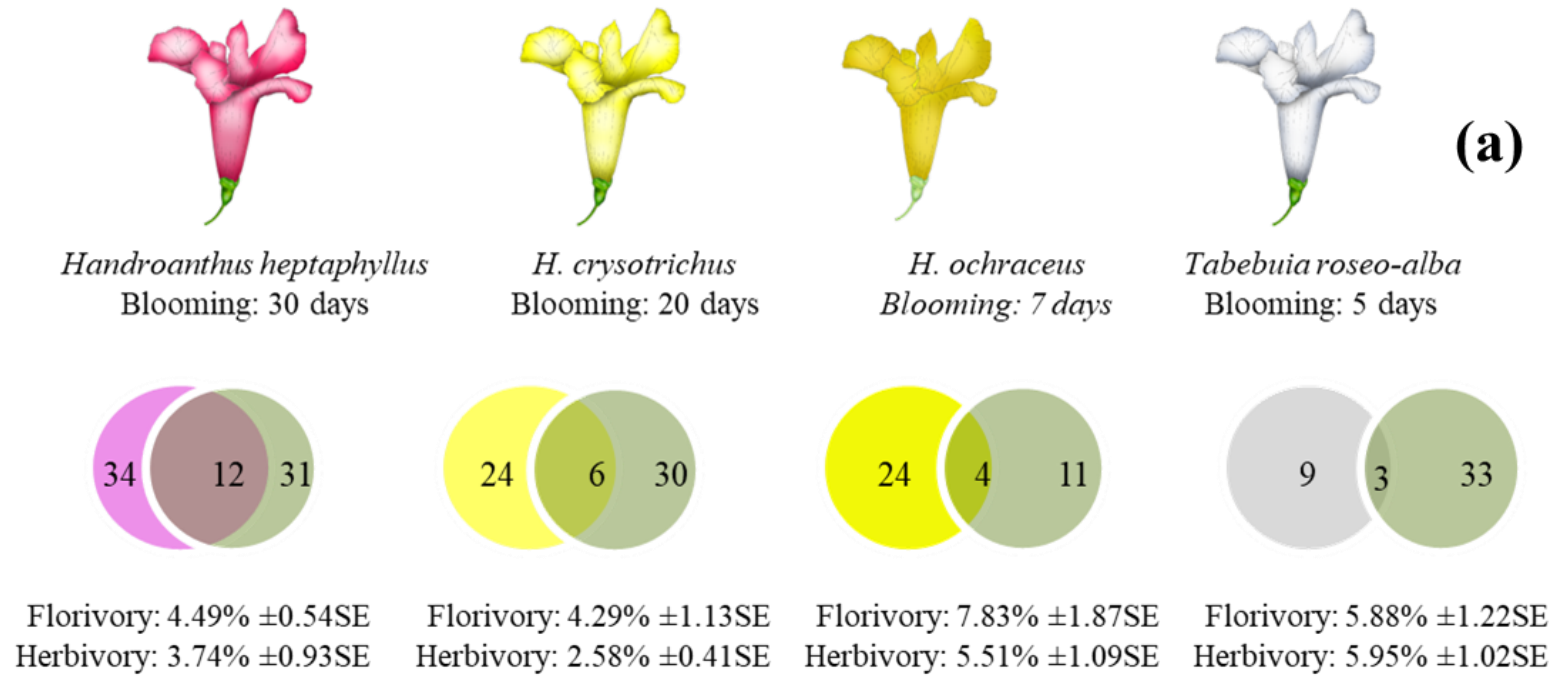 (a)
Handroanthus heptaphyllus
Blooming: 30 days
H. crysotrichus
Blooming: 20 days
H. ochraceus
Blooming: 7 days
Tabebuia roseo-alba
Blooming: 5 days
34 12 31
24 6 30
24 4 11
9 3 33
Florivory: 4.49% ±0.54SE
Herbivory: 3.74% ±0.93SE
Florivory: 4.29% ±1.13SE
Herbivory: 2.58% ±0.41SE
Florivory: 7.83% ±1.87SE
Herbivory: 5.51% ±1.09SE
Florivory: 5.88% ±1.22SE
Herbivory: 5.95% ±1.02SE